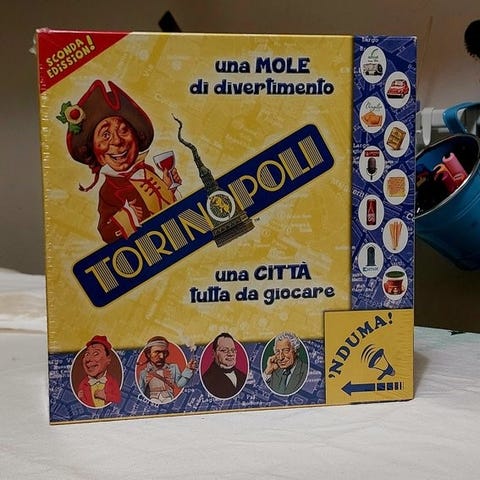 SCONDA
EDISSION!
una MOLE
di divertimento
TORINOPOLI
una CITTÀ
tutta da giocare
'NDUMA!